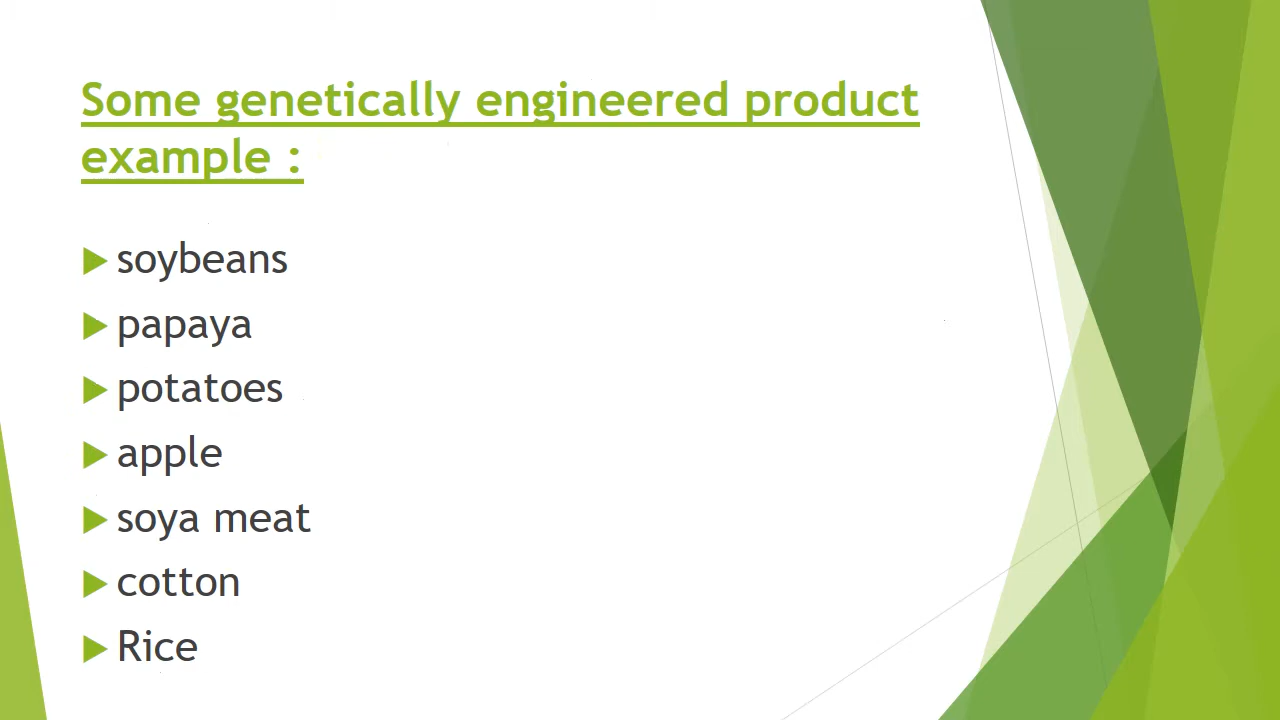 Some genetically engineered product
example :
soybeans
papaya
potatoes
apple
soya meat
cotton
Rice